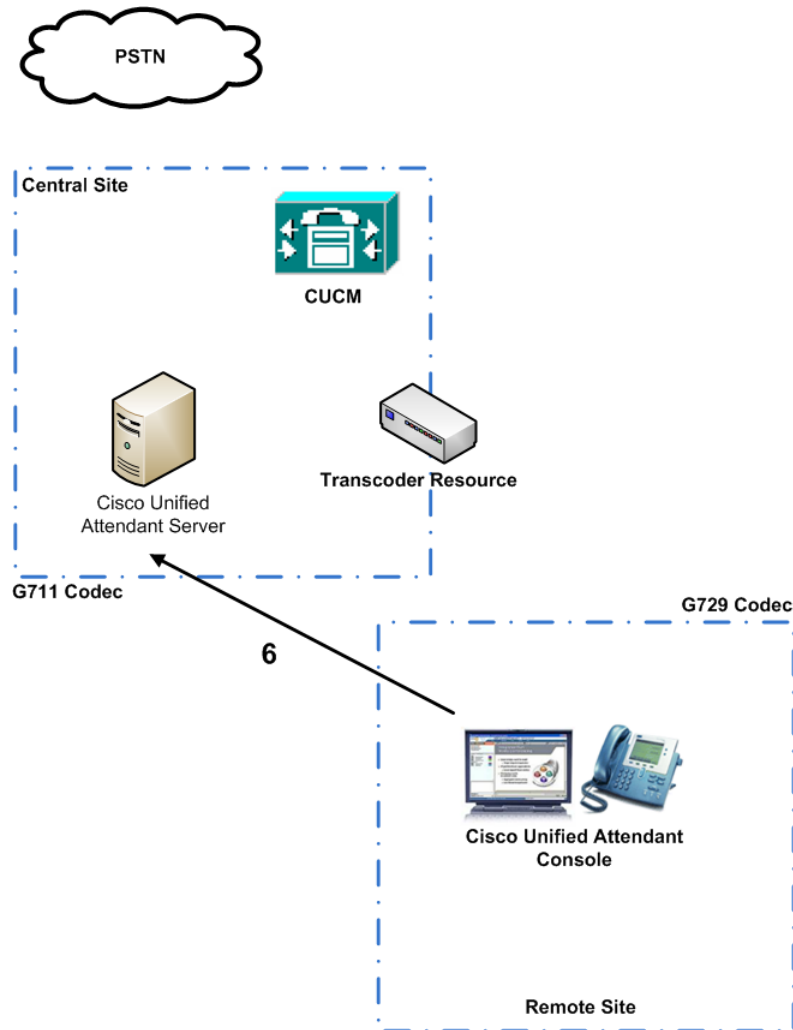 PSTN
Central Site
CUCM
Transcoder Resource
Cisco Unified
Attendant Server
G711 Codec
G729 Codec
6
Cisco Unified Attendant
Console
Remote Site